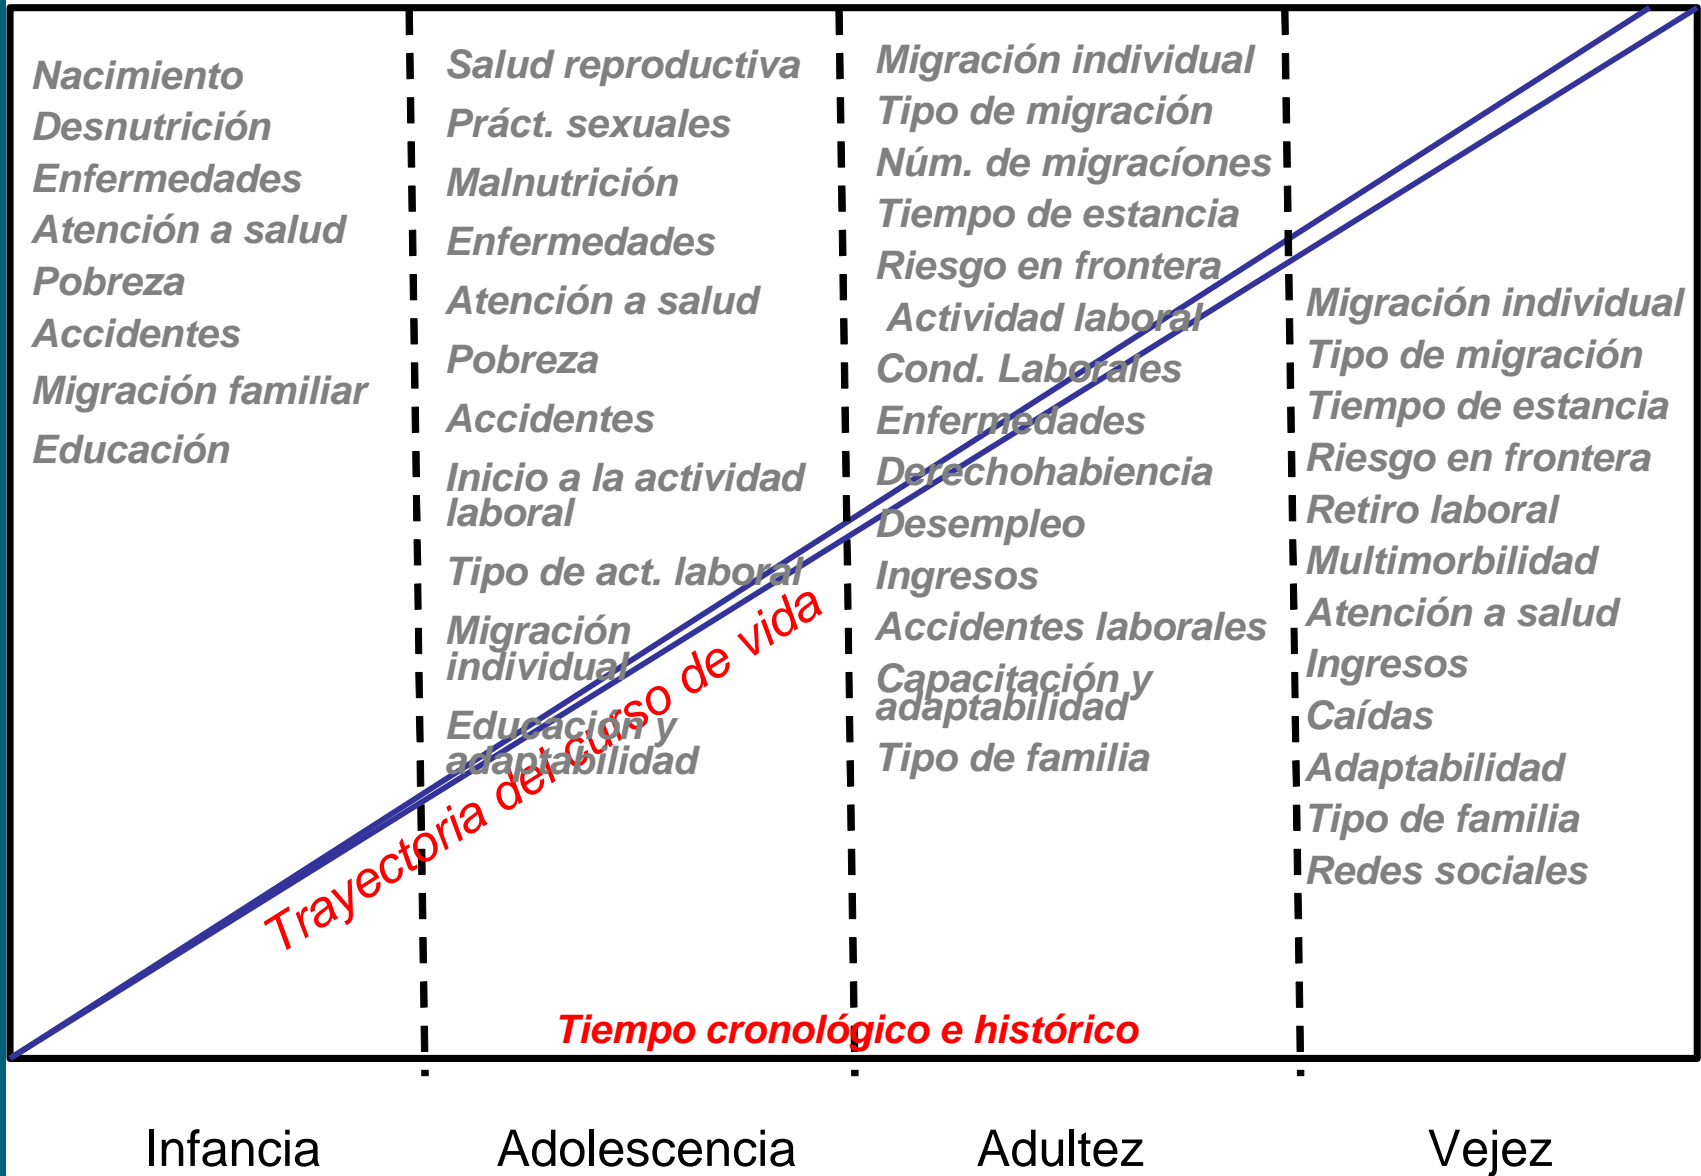 Nacimiento
Desnutrición
Enfermedades
Atención a salud
Pobreza
Accidentes
Migración familiar
Educación
Salud reproductiva
Práct. sexuales
Malnutrición
Enfermedades
Atención a salud
Pobreza
Accidentes
Inicio a la actividad
laboral
Tipo de act. laboral
Migración
individual
Educación y
adaptabilidad
Migración individual
Tipo de migración
Núm. de migracíones
Tiempo de estancia
Riesgo en frontera
Actividad laboral
Cond. Laborales
Enfermedades
Derechohabiencia
Desempleo
Ingresos
Accidentes laborales
Capacitación y
adaptabilidad
Tipo de familia
Migración individual
Tipo de migración
Tiempo de estancia
Riesgo en frontera
Retiro laboral
Multimorbilidad
Atención a salud
Ingresos
Caídas
Adaptabilidad
Tipo de familia
Redes sociales
Trayectoria del curso de vida
Tiempo cronológico e histórico
Infancia
Adolescencia
Adultez
Vejez